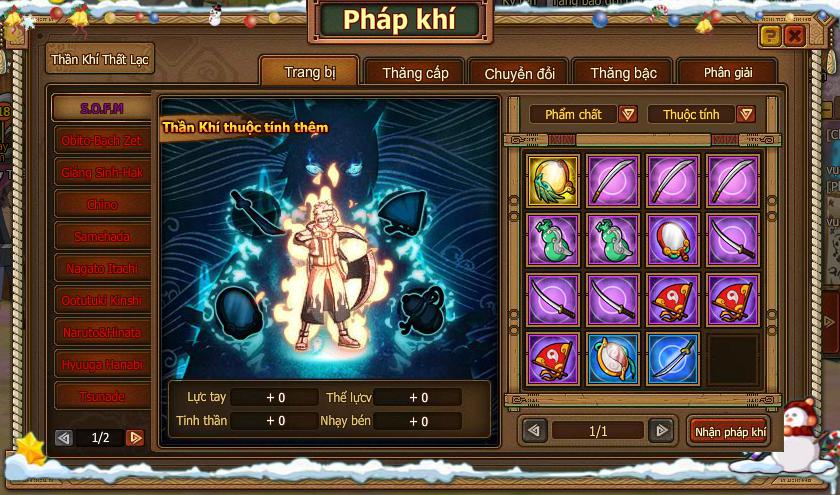 Pháp khí
Thần Khí Thất Lạc
Trang bị
Thăng cấp
Chuyển đổi
Thăng bậc
Phân giải
S.O.F.M
Obito-Bach Zet
Giáng Sinh-Hak
Chino
Samehada
Nagato Itachi
Ootutuki Kinshi
Naruto&Hinata
Hyuuga Hanabi
Tsunade
1/2
Thần Khí thuộc tính thêm
Lực tay + 0 Thể lựcv + 0
Tinh thần + 0 Nhạy bén + 0
Phẩm chất
Thuộc tính
1/1
Nhận pháp khí